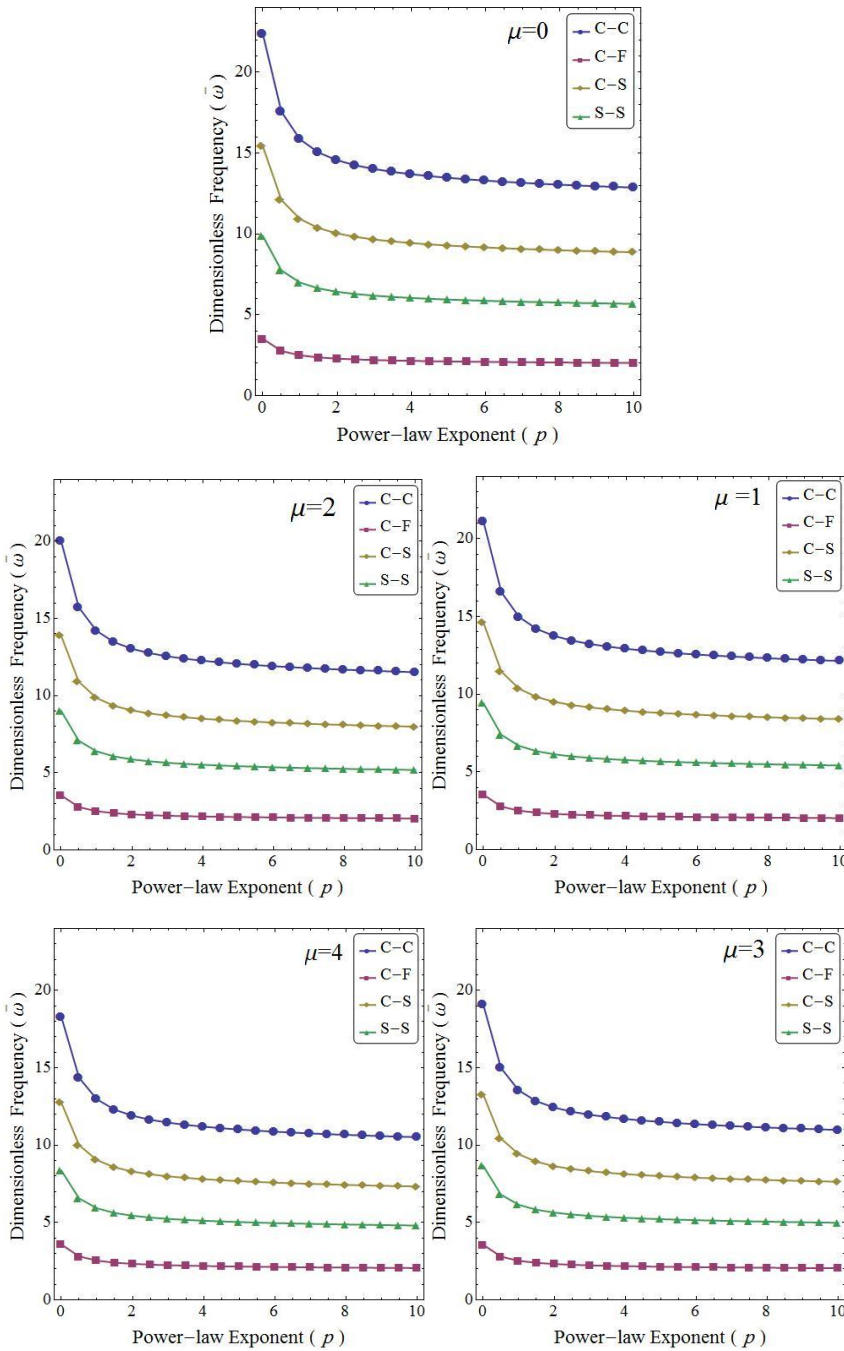 μ=0
C−C
C−F
C−S
S−S
Dimensionless Frequency ( ω̄ )
20
15
10
5
0
0 2 4 6 8 10
Power−law Exponent ( p )
μ=2
C−C
C−F
C−S
S−S
Dimensionless Frequency ( ω̄ )
20
15
10
5
0
0 2 4 6 8 10
Power−law Exponent ( p )
μ =1
C−C
C−F
C−S
S−S
Dimensionless Frequency ( ω̄ )
20
15
10
5
0
0 2 4 6 8 10
Power−law Exponent ( p )
μ=4
C−C
C−F
C−S
S−S
Dimensionless Frequency ( ω̄ )
20
15
10
5
0
0 2 4 6 8 10
Power−law Exponent ( p )
μ=3
C−C
C−F
C−S
S−S
Dimensionless Frequency ( ω̄ )
20
15
10
5
0
0 2 4 6 8 10
Power−law Exponent ( p )